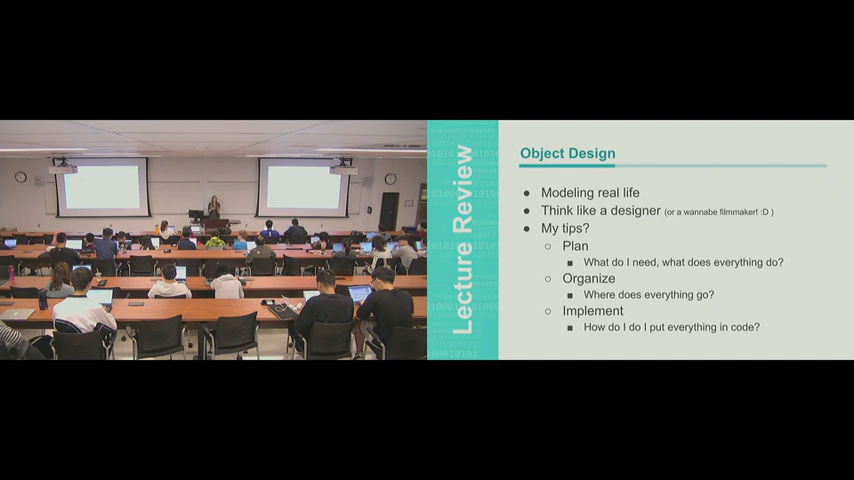 Lecture Review
Object Design
● Modeling real life
● Think like a designer (or a wannabe filmmaker! :D )
● My tips?
○ Plan
■ What do I need, what does everything do?
○ Organize
■ Where does everything go?
○ Implement
■ How do I do I put everything in code?